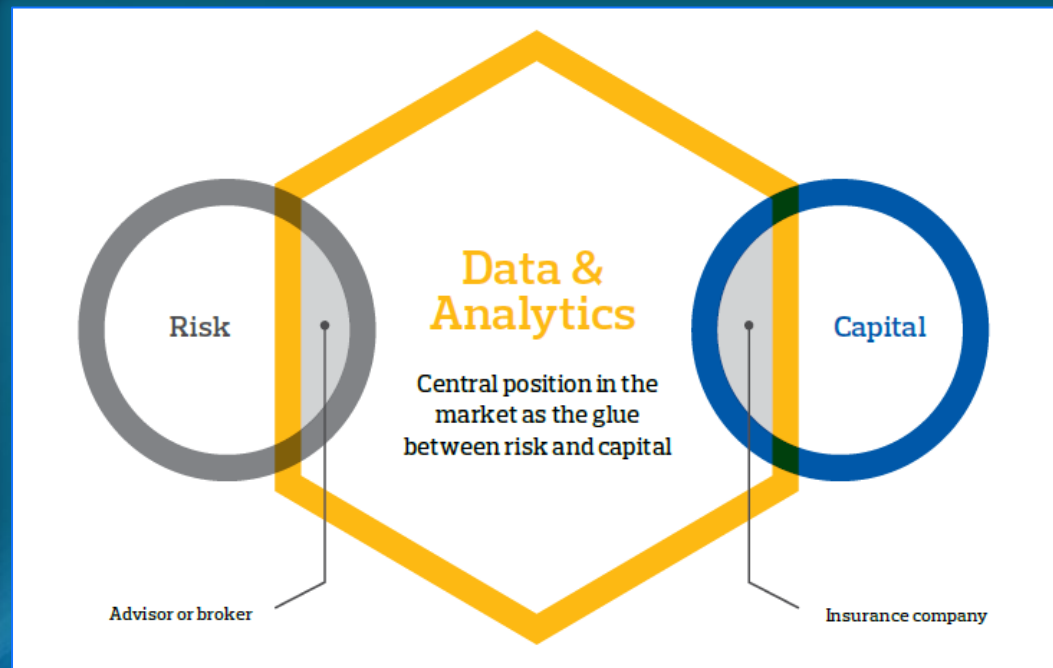 Data &
Analytics
Risk
Capital
Central position in the
market as the glue
between risk and capital
Advisor or broker
Insurance company